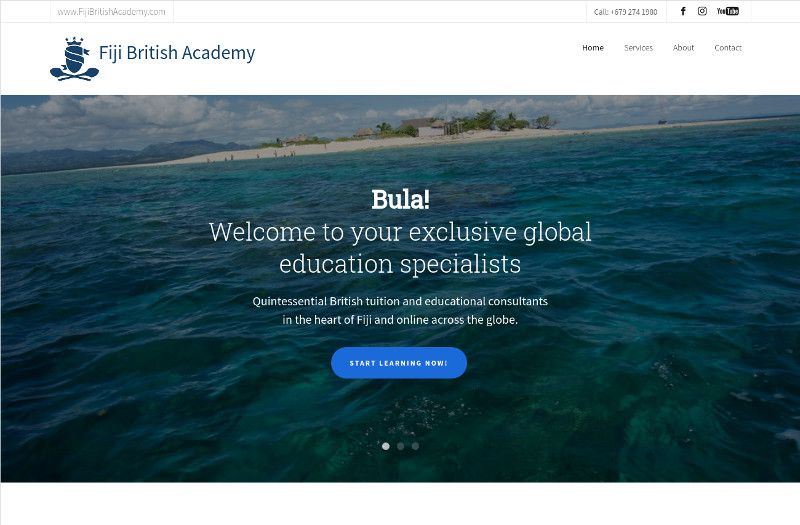 www.FijiBritishAcademy.com
Call: +679 274 1980
YouTube
Fiji British Academy
Home
Services
About
Contact
Bula!
Welcome to your exclusive global
education specialists
Quintessential British tuition and educational consultants
in the heart of Fiji and online across the globe.
START LEARNING NOW!